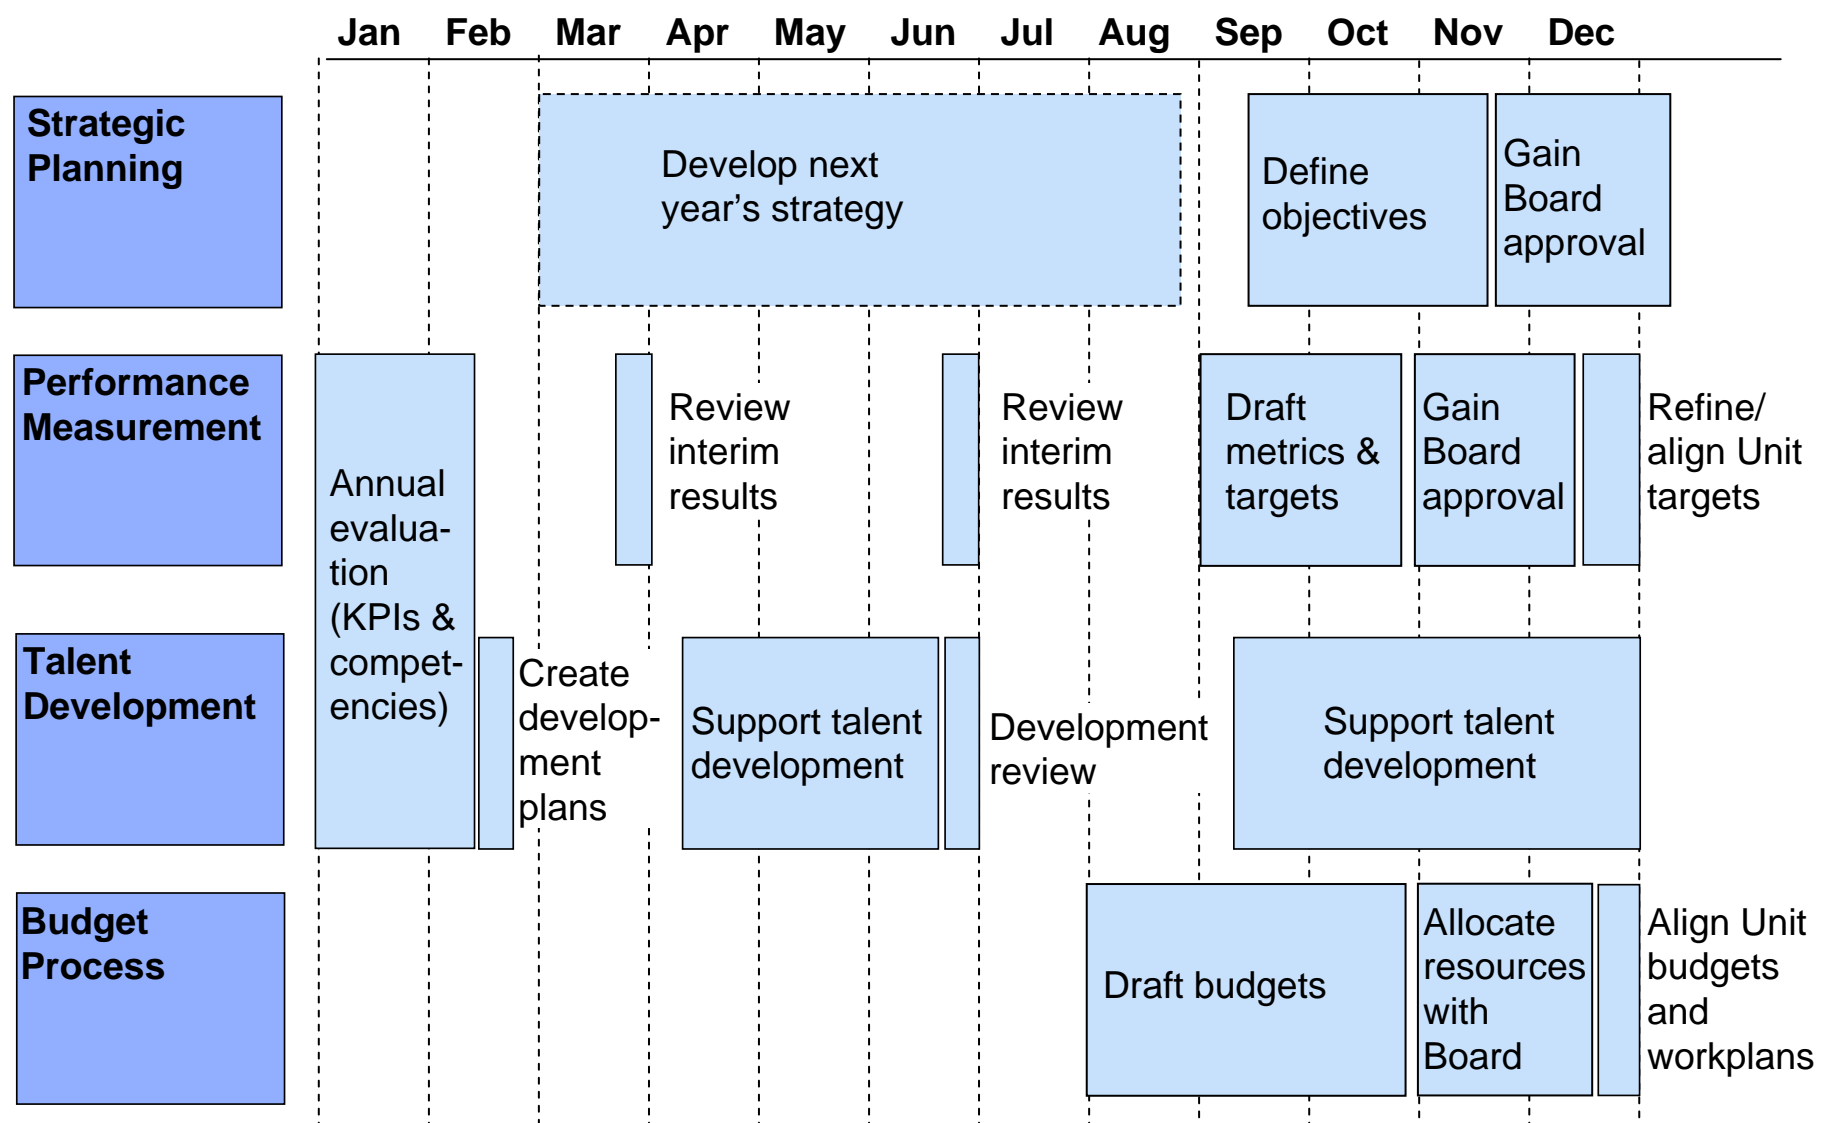 Jan Feb Mar Apr May Jun Jul Aug Sep Oct Nov Dec
Strategic
Planning
Develop next
year’s strategy
Define
objectives
Gain
Board
approval
Performance
Measurement
Annual
evalua-
tion
(KPIs &
compet-
encies)
Review
interim
results
Review
interim
results
Draft
metrics &
targets
Gain
Board
approval
Refine/
align Unit
targets
Talent
Development
Create
develop-
ment
plans
Support talent
development
Development
review
Support talent
development
Budget
Process
Draft budgets
Allocate
resources
with
Board
Align Unit
budgets
and
workplans